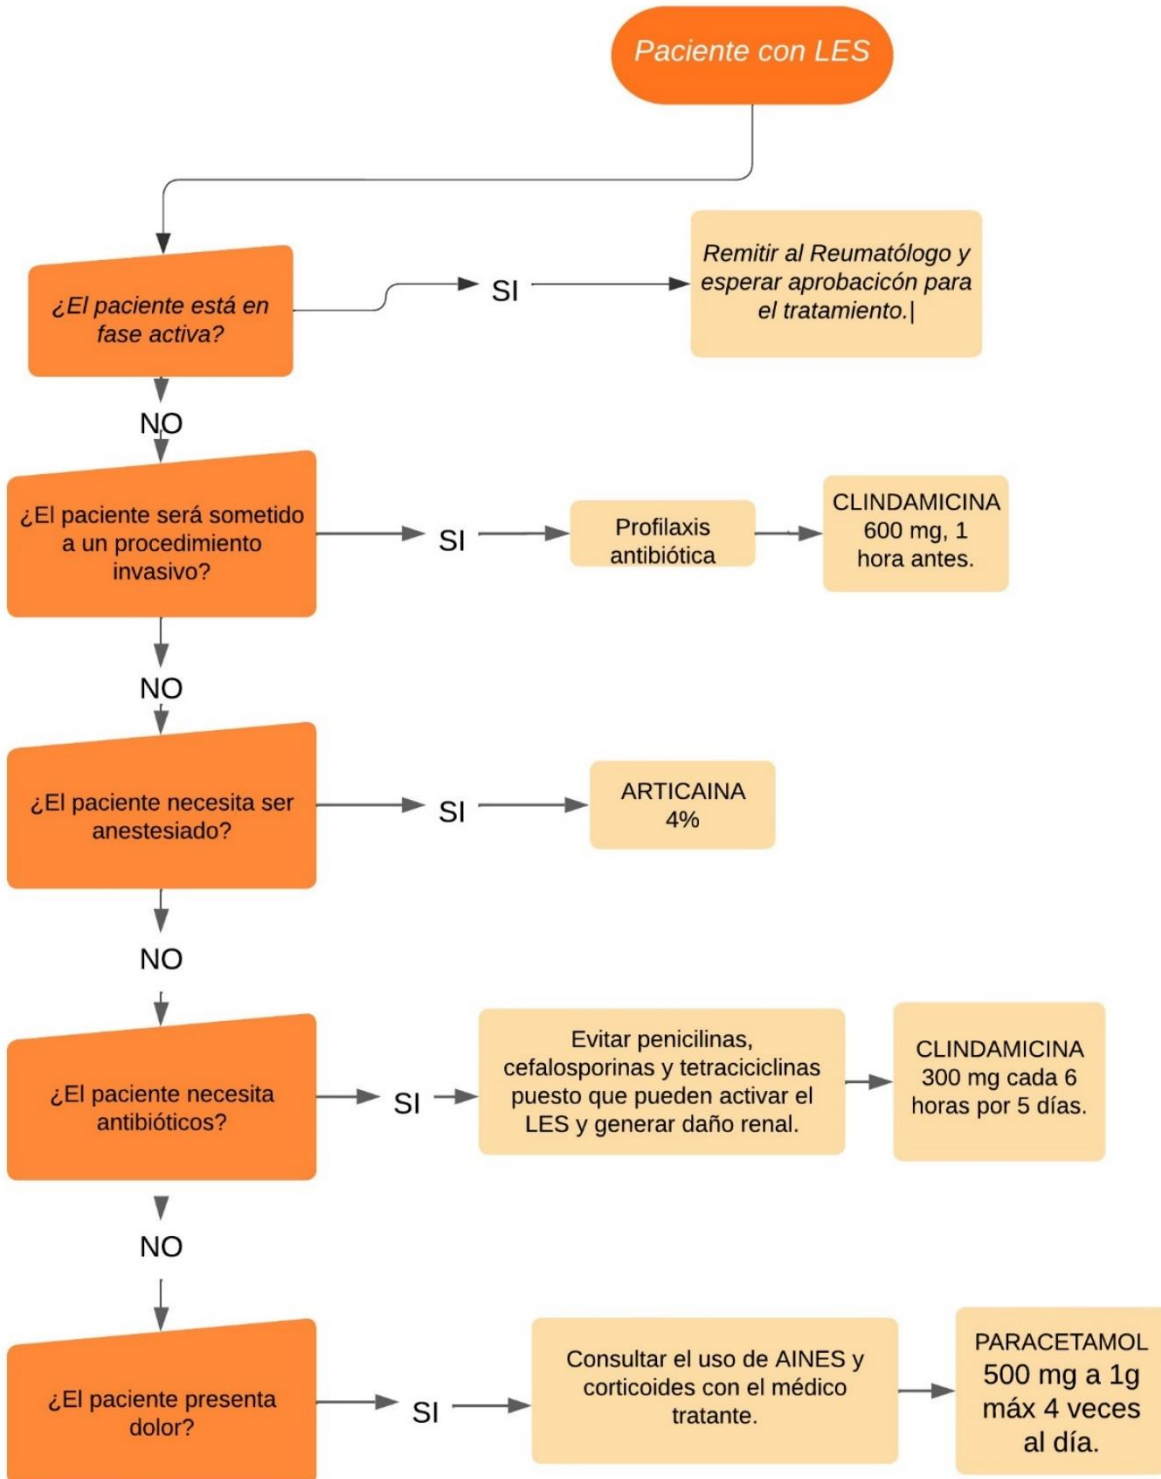 Paciente con LES
¿El paciente está en
fase activa?
SI
Remitir al Reumatólogo y
esperar aprobacicón para
el tratamiento.|
NO
¿El paciente será sometido
a un procedimiento
invasivo?
SI
Profilaxis
antibiótica
CLINDAMICINA
600 mg, 1
hora antes.
NO
¿El paciente necesita ser
anestesiado?
SI
ARTICAINA
4%
NO
¿El paciente necesita
antibióticos?
SI
Evitar penicilinas,
cefalosporinas y tetraciciclinas
puesto que pueden activar el
LES y generar daño renal.
CLINDAMICINA
300 mg cada 6
horas por 5 días.
NO
¿El paciente presenta
dolor?
SI
Consultar el uso de AINES y
corticoides con el médico
tratante.
PARACETAMOL
500 mg a 1g
máx 4 veces
al día.